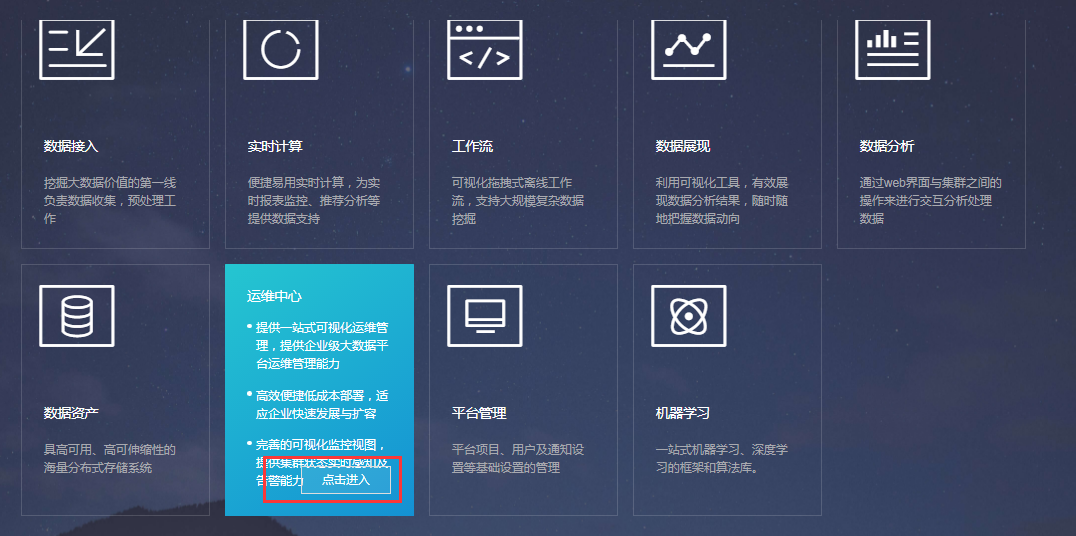 数据接入
挖掘大数据价值的第一线
负责数据收集，预处理工
作
实时计算
便捷易用实时计算，为实
时报表监控、推荐分析等
提供数据支持
工作流
可视化拖拽式离线工作
流，支持大规模复杂数据
挖掘
数据展现
利用可视化工具，有效展
现数据分析结果，随时随
地把握数据动向
数据分析
通过web界面与集群之间的
操作来进行交互分析处理
数据
数据资产
具高可用、高可伸缩性的
海量分布式存储系统
运维中心
• 提供一站式可视化运维管
理，提供企业级大数据平
台运维管理能力
• 高效便捷低成本部署，适
应企业快速发展与扩容
• 完善的可视化监控视图，
提供集群状态实时感知及
告警能力
点击进入
平台管理
平台项目、用户及通知设
置等基础设置的管理
机器学习
一站式机器学习、深度学
习的框架和算法库。